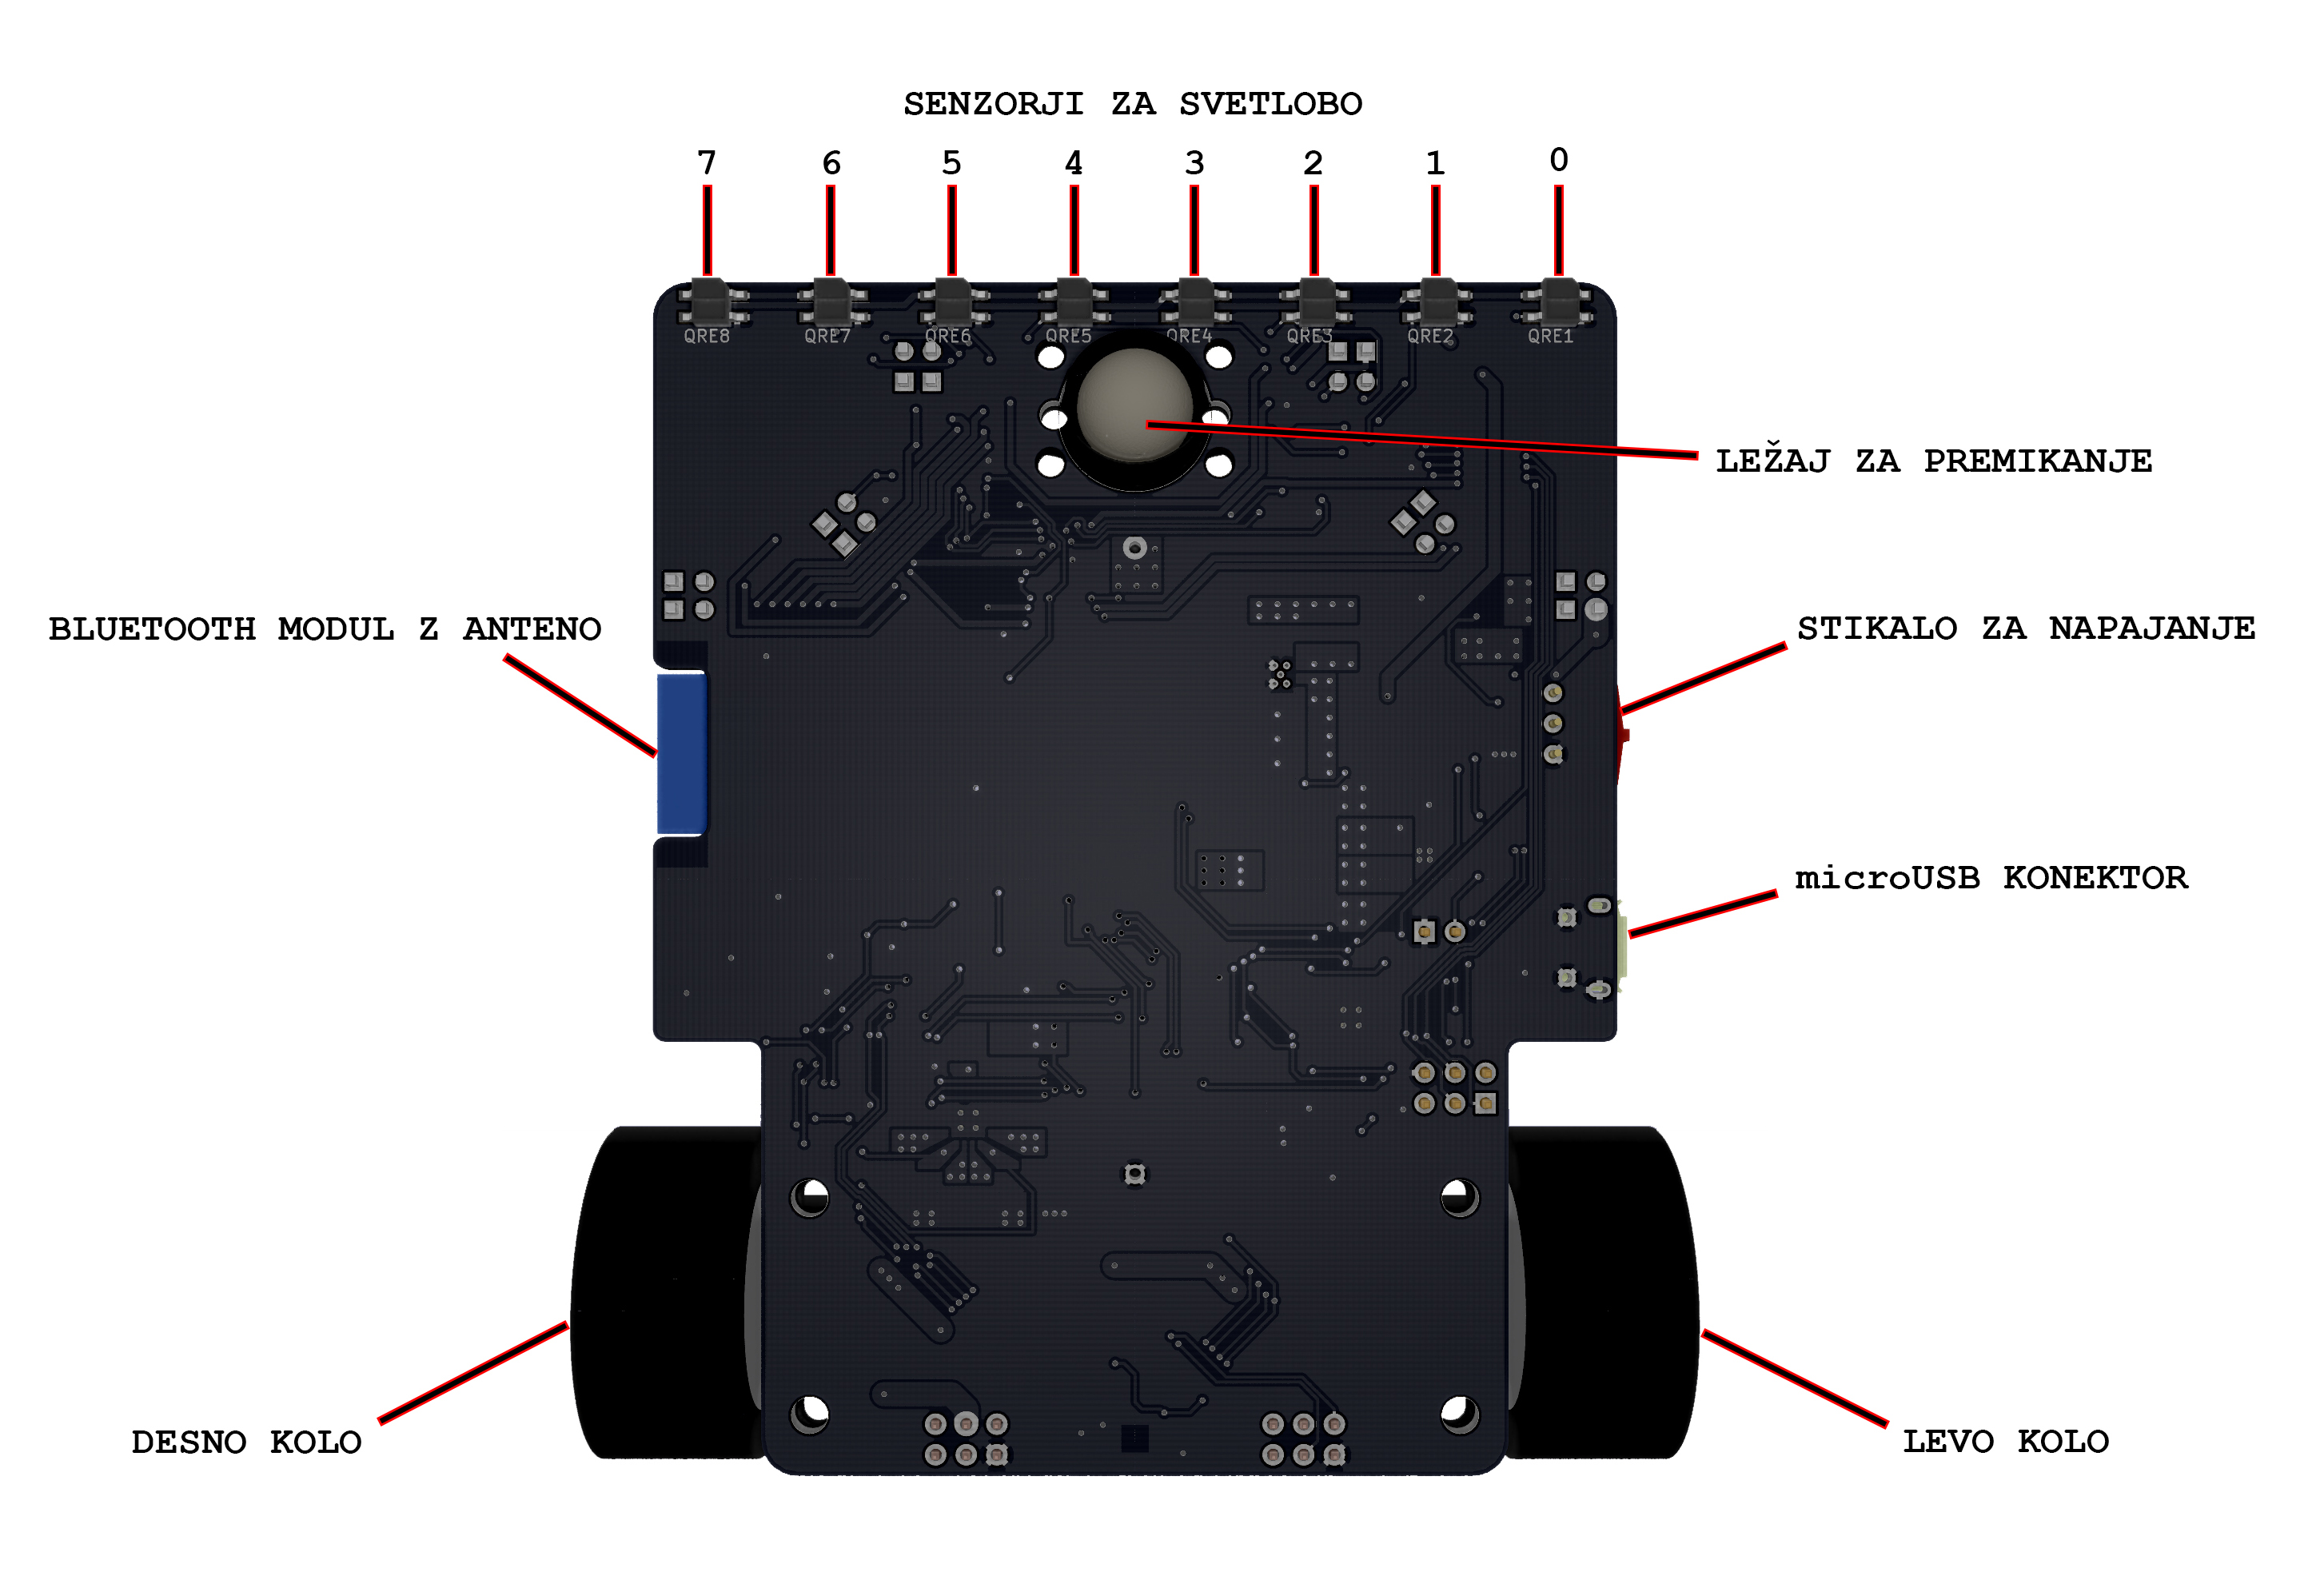 SENZORJI ZA SVETLOBO
7 6 5 4 3 2 1 0
QRE8 QRE7 QRE6 QRE5 QRE4 QRE3 QRE2 QRE1
LEŽAJ ZA PREMIKANJE
BLUETOOTH MODUL Z ANTENO
STIKALO ZA NAPAJANJE
microUSB KONEKTOR
DESNO KOLO
LEVO KOLO